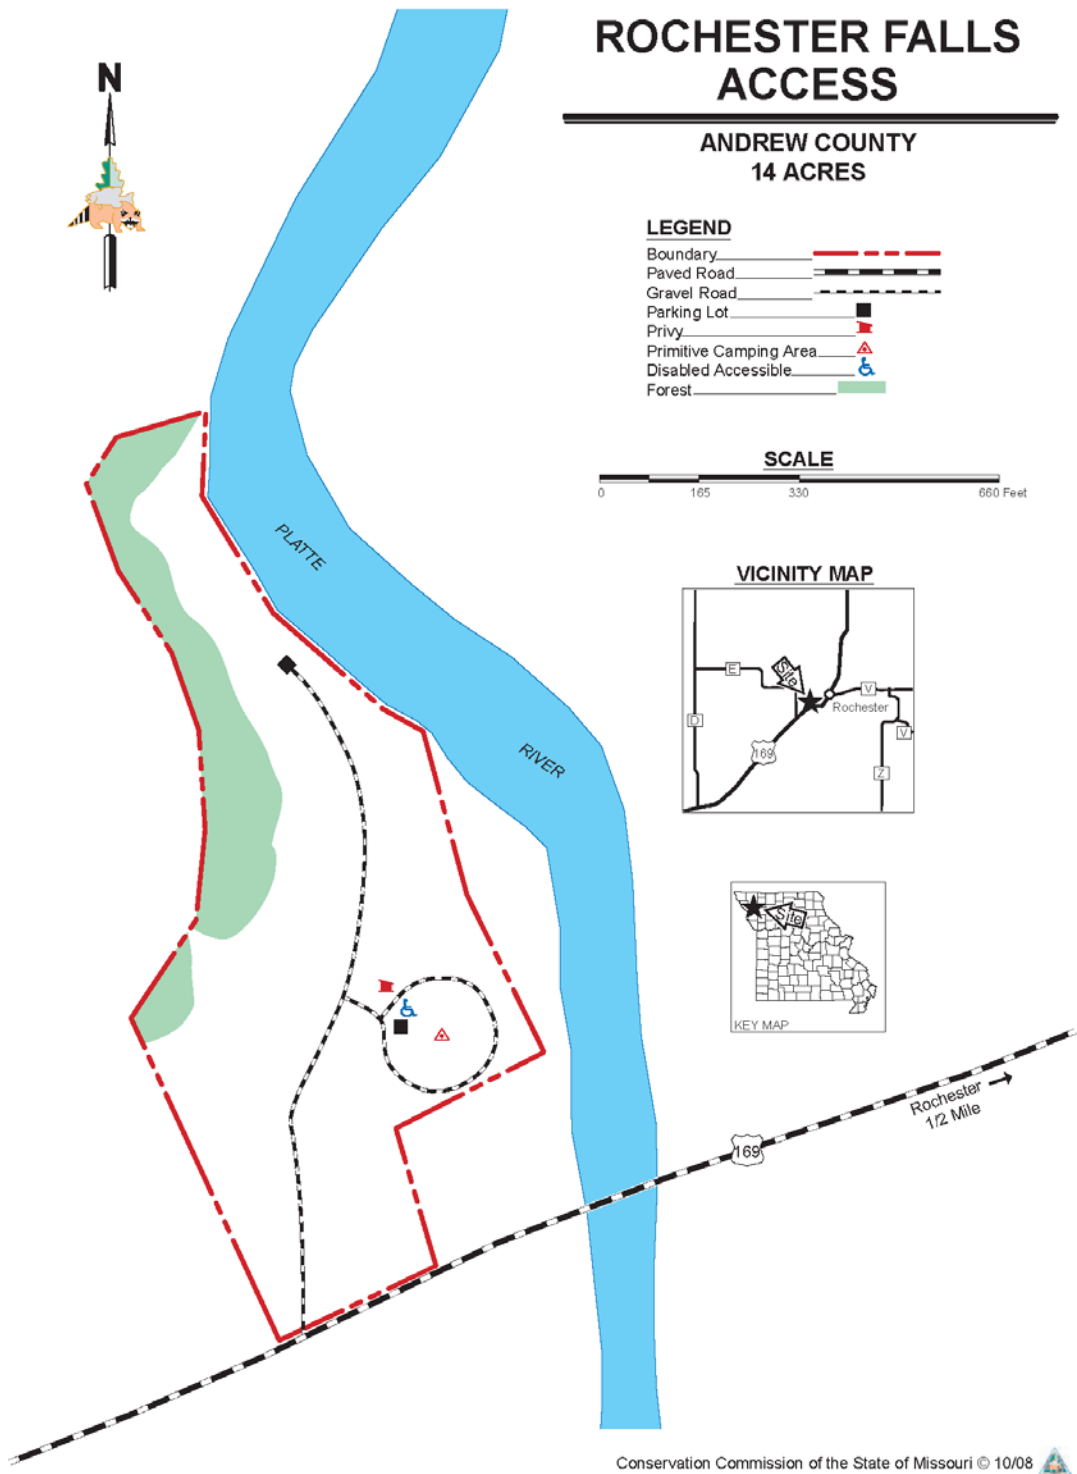 ROCHESTER FALLS
ACCESS
ANDREW COUNTY
14 ACRES
N
LEGEND
Boundary
Paved Road
Gravel Road
Parking Lot
Privy
Primitive Camping Area
Disabled Accessible
Forest
SCALE
0 165 330 660 Feet
PLATTE
RIVER
VICINITY MAP
E
Site
V
Rochester
D
V
169
Z
Site
KEY MAP
Rochester
1/2 Mile
169
Conservation Commission of the State of Missouri © 10/08